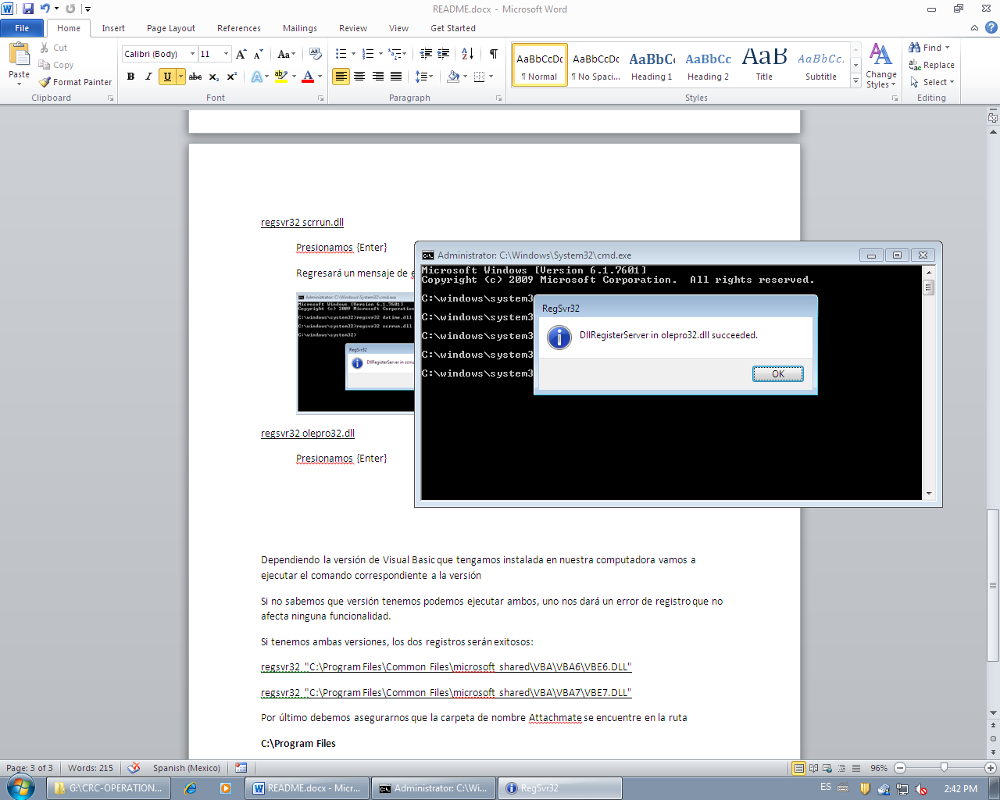 README.docx - Microsoft Word
File Home Insert Page Layout References Mailings Review View Get Started
Paste Cut Copy Format Painter
Calibri (Body) 11
AaBbCcDc AaBbCcDc AaBbCc AaBbCc AaB AaBbCc.
¶ Normal ¶ No Spaci... Heading 1 Heading 2 Title Subtitle
Change Styles
Find Replace Select
Clipboard Font Paragraph Styles Editing
regsvr32 scrrun.dll
Presionamos {Enter}
Regresará un mensaje de
Administrator: C:\Windows\System32\cmd.exe
Microsoft Windows [Version 6.1.7601]
Copyright (c) 2009 Microsoft Corporation
C:\windows\system32>regsvr32 datime.dll
C:\windows\system32>regsvr32 scrrun.dll
C:\windows\system32>
RegSvr32
DllRegisterServer in
Administrator: C:\Windows\System32\cmd.exe
Microsoft Windows [Version 6.1.7601]
Copyright (c) 2009 Microsoft Corporation. All rights reserved.
C:\windows\system3
C:\windows\system3
C:\windows\system3
C:\windows\system3
C:\windows\system3
RegSvr32
DllRegisterServer in olepro32.dll succeeded.
OK
regsvr32 olepro32.dll
Presionamos {Enter}
Dependiendo la versión de Visual Basic que tengamos instalada en nuestra computadora vamos a
ejecutar el comando correspondiente a la versión
Si no sabemos que versión tenemos podemos ejecutar ambos, uno nos dará un error de registro que no
afecta ninguna funcionalidad.
Si tenemos ambas versiones, los dos registros serán exitosos:
regsvr32 "C:\Program Files\Common Files\microsoft shared\VBA\VBA6\VBE6.DLL"
regsvr32 "C:\Program Files\Common Files\microsoft shared\VBA\VBA7\VBE7.DLL"
Por último debemos asegurarnos que la carpeta de nombre Attachmate se encuentre en la ruta
C:\Program Files
Page: 3 of 3 Words: 215 Spanish (Mexico) 96%
G:\CRC-OPERATION... README.docx - Micr... Administrator: C:\Wi... RegSvr32 ES 2:42 PM